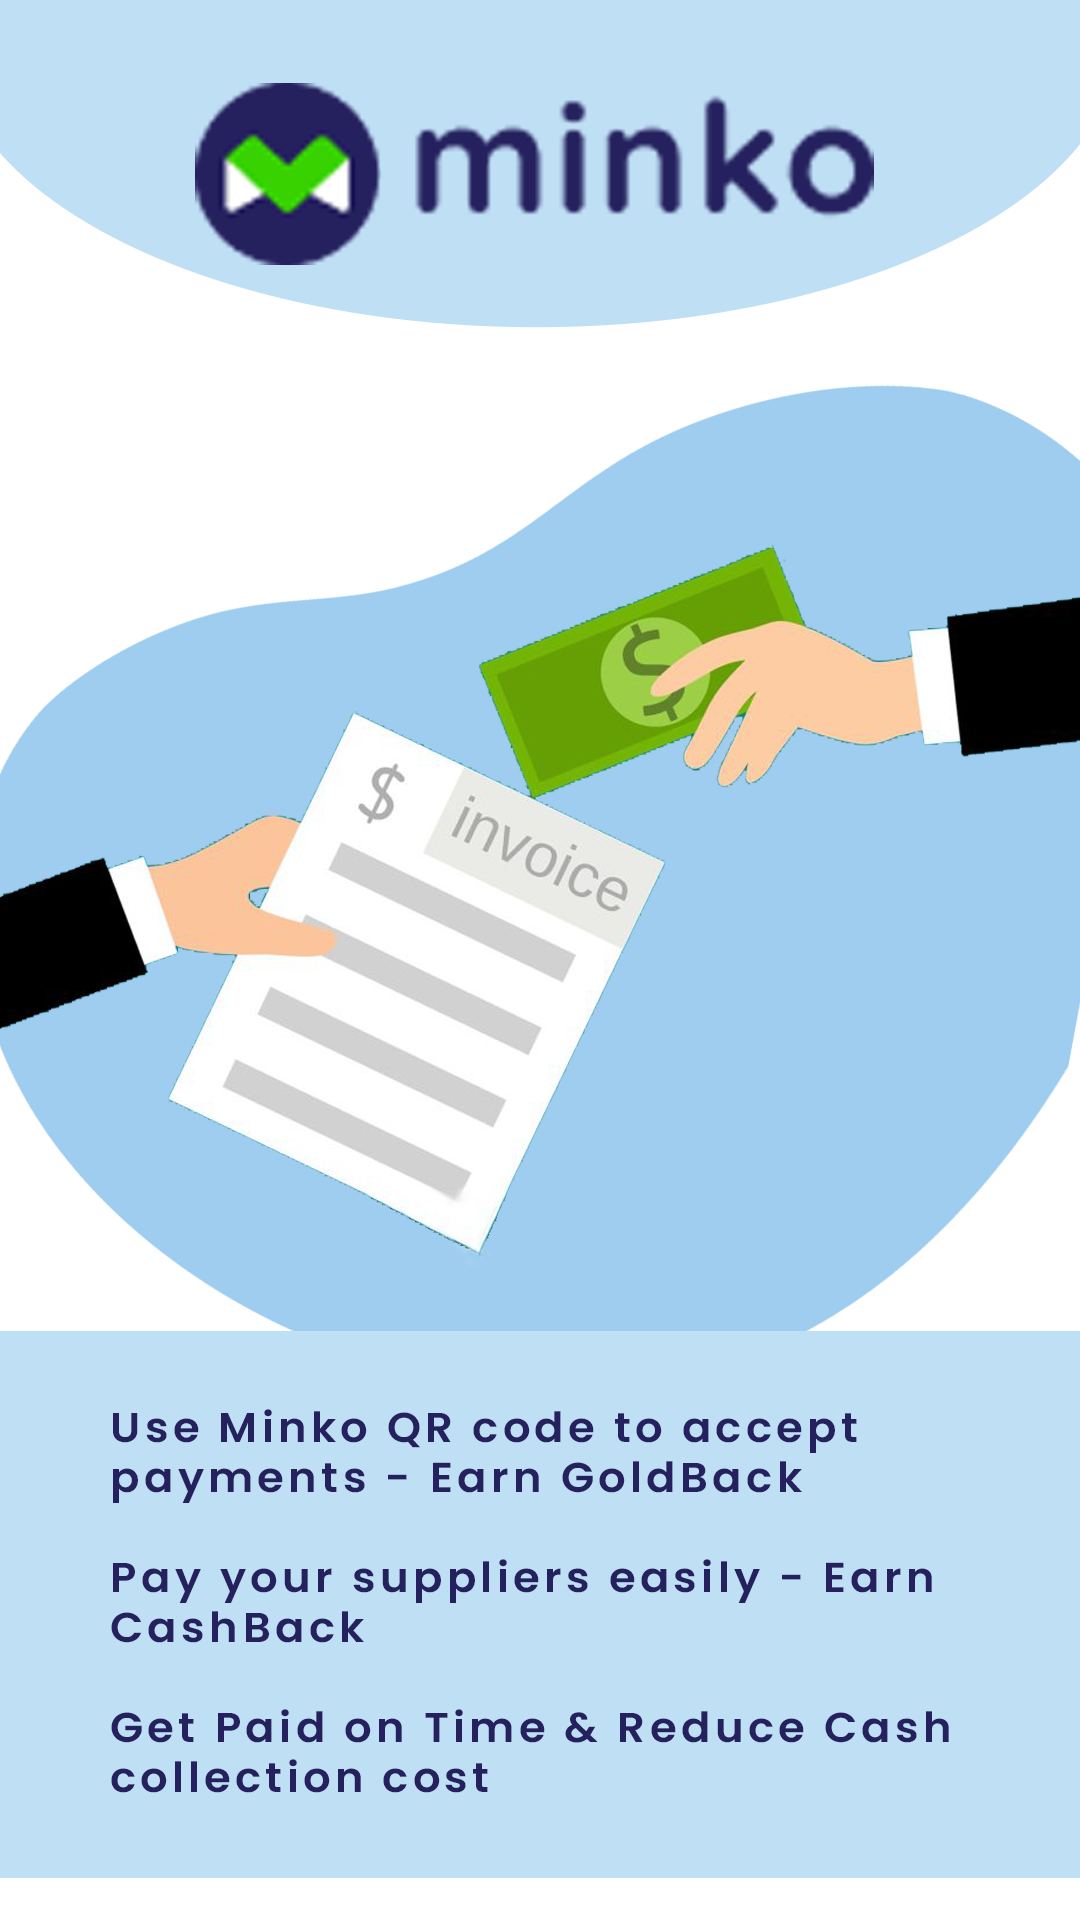 minko
$
$
invoice
Use Minko QR code to accept
payments - Earn GoldBack
Pay your suppliers easily - Earn
CashBack
Get Paid on Time & Reduce Cash
collection cost